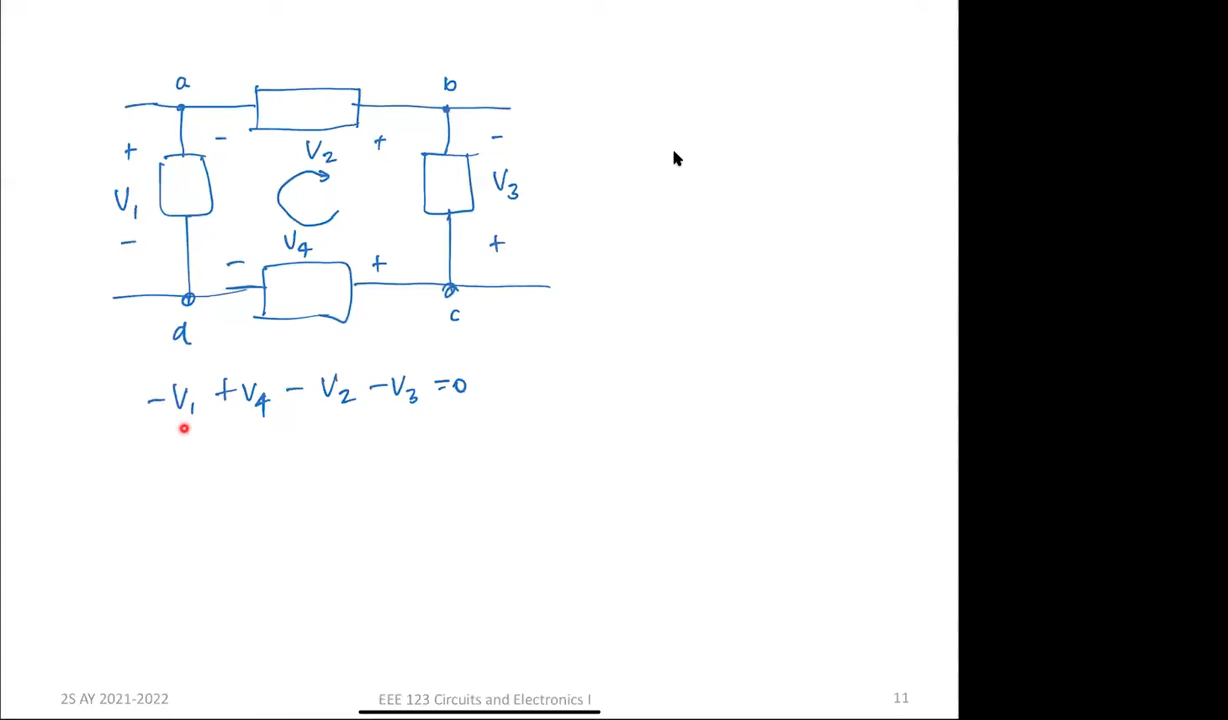 a b
- + -
+ V2
V1 V3
- V4 +
- +
d c
-V1 +V4 - V2 -V3 =0
2S AY 2021-2022 EEE 123 Circuits and Electronics I 11